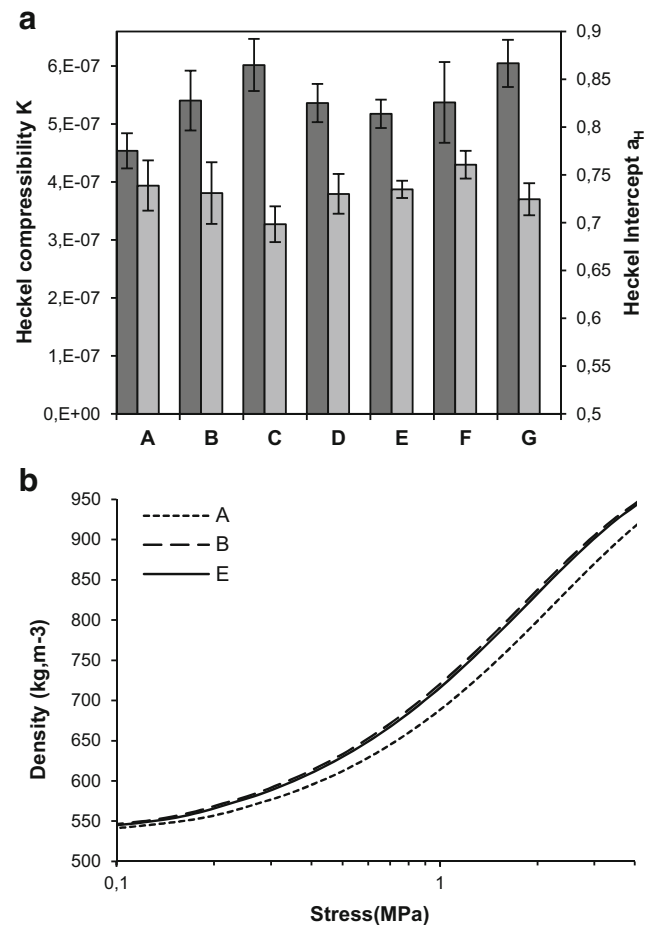 a
Heckel compressibility K
6,E-07
5,E-07
4,E-07
3,E-07
2,E-07
1,E-07
0,E+00
0,9
0,85
0,8
0,75
0,7
0,65
0,6
0,55
0,5
Heckel Intercept aH
A B C D E F G
b
Density (kg,m-3)
950
900
850
800
750
700
650
600
550
500
A
B
E
0,1 1
Stress(MPa)